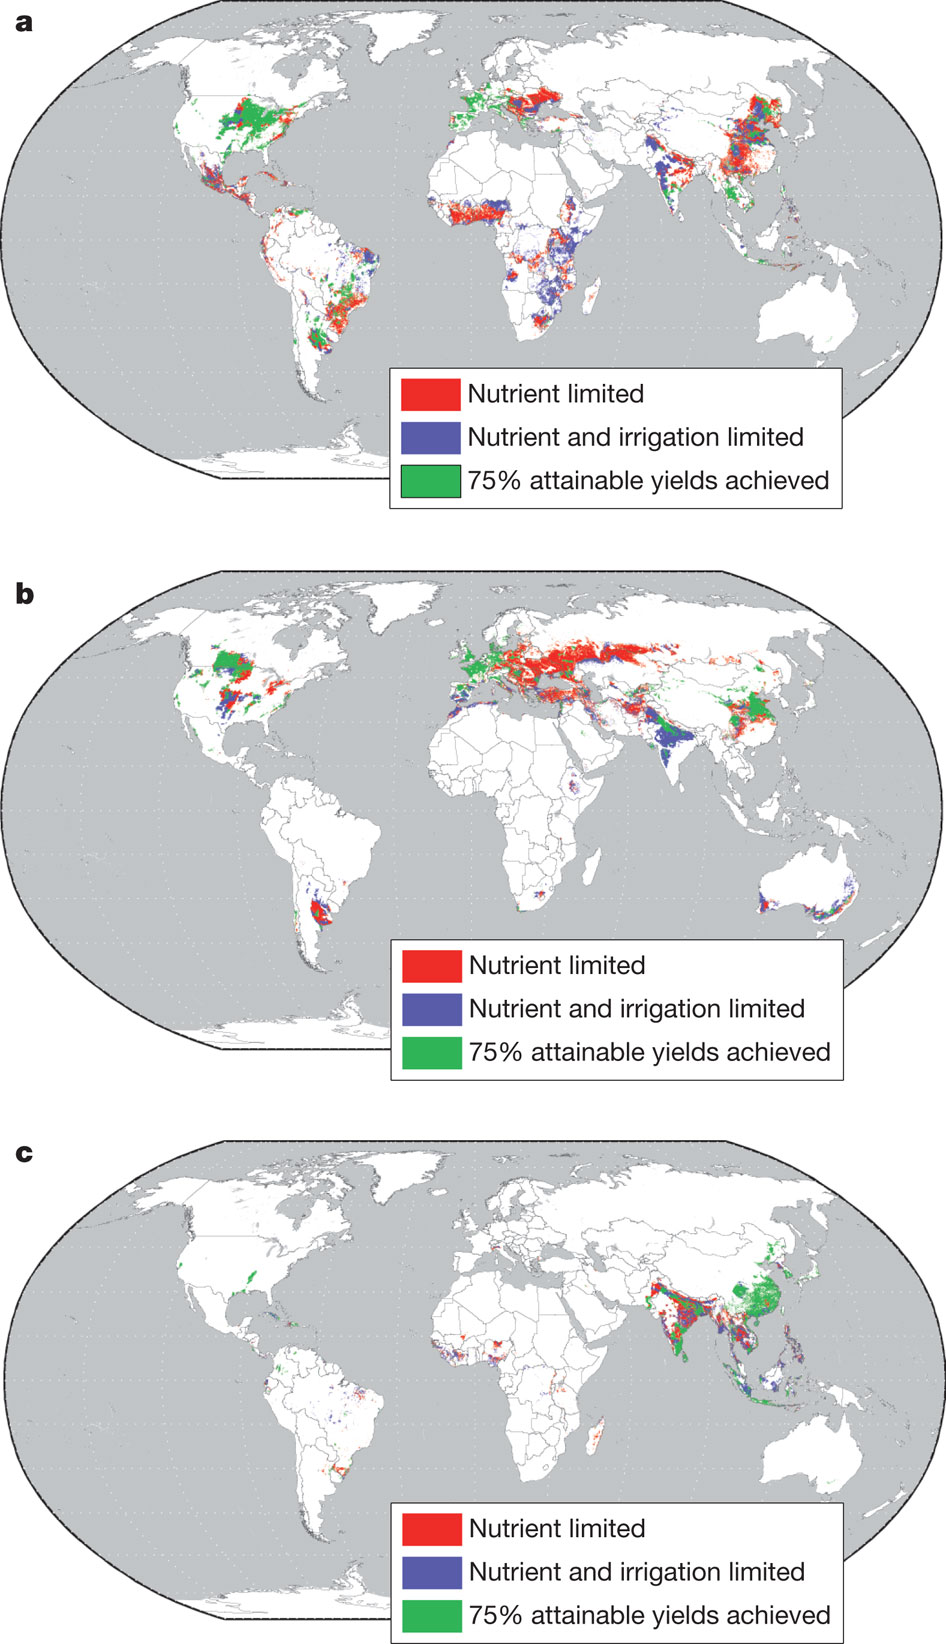 a
Nutrient limited
Nutrient and irrigation limited
75% attainable yields achieved
b
Nutrient limited
Nutrient and irrigation limited
75% attainable yields achieved
c
Nutrient limited
Nutrient and irrigation limited
75% attainable yields achieved